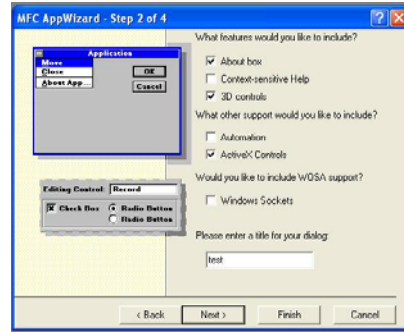 MFC AppWizard - Step 2 of 4
Application
Move
Close
About App...
OK
Cancel
Editing Control: Record
Check Box
Radio Button
Radio Button
What features would you like to include?
About box
Context-sensitive Help
3D controls
What other support would you like to include?
Automation
ActiveX Controls
Would you like to include WOSA support?
Windows Sockets
Please enter a title for your dialog:
test
< Back
Next >
Finish
Cancel